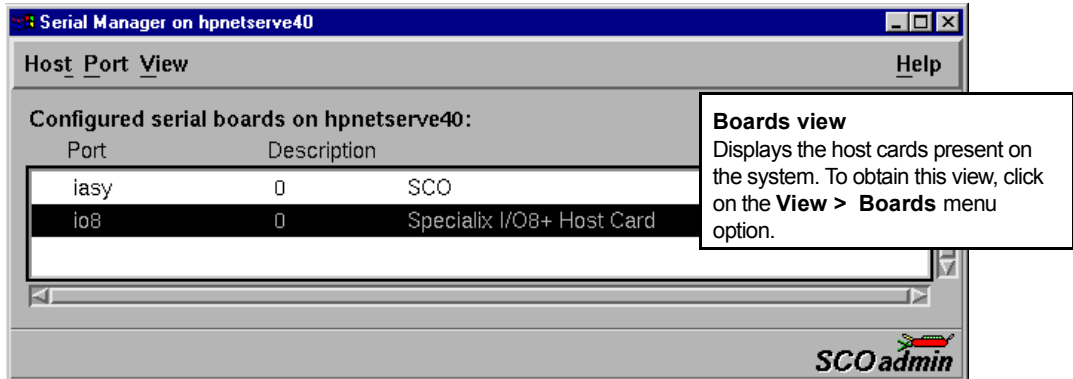 Serial Manager on hpnetserve40
Host Port View Help
Configured serial boards on hpnetserve40:
Port Description
iasy 0 SCO
io8 0 Specialix I/O8+ Host Card
Boards view
Displays the host cards present on
the system. To obtain this view, click
on the View > Boards menu
option.
SCOadmin